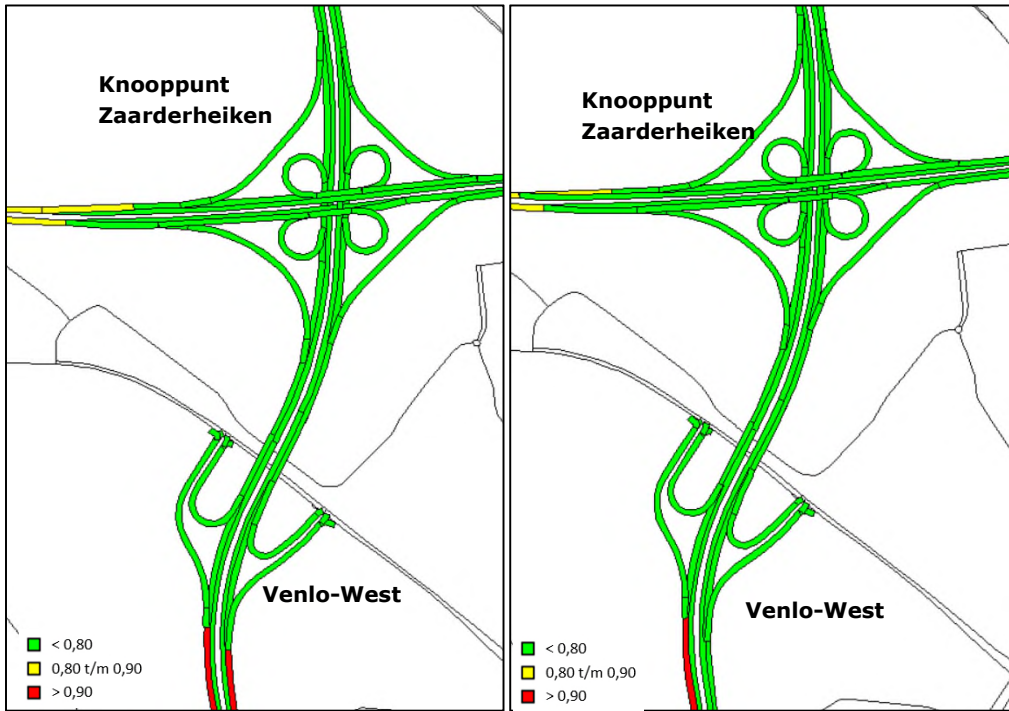 Knooppunt
Zaarderheiken
Venlo-West
< 0,80
0,80 t/m 0,90
> 0,90
Knooppunt
Zaarderheiken
Venlo-West
< 0,80
0,80 t/m 0,90
> 0,90